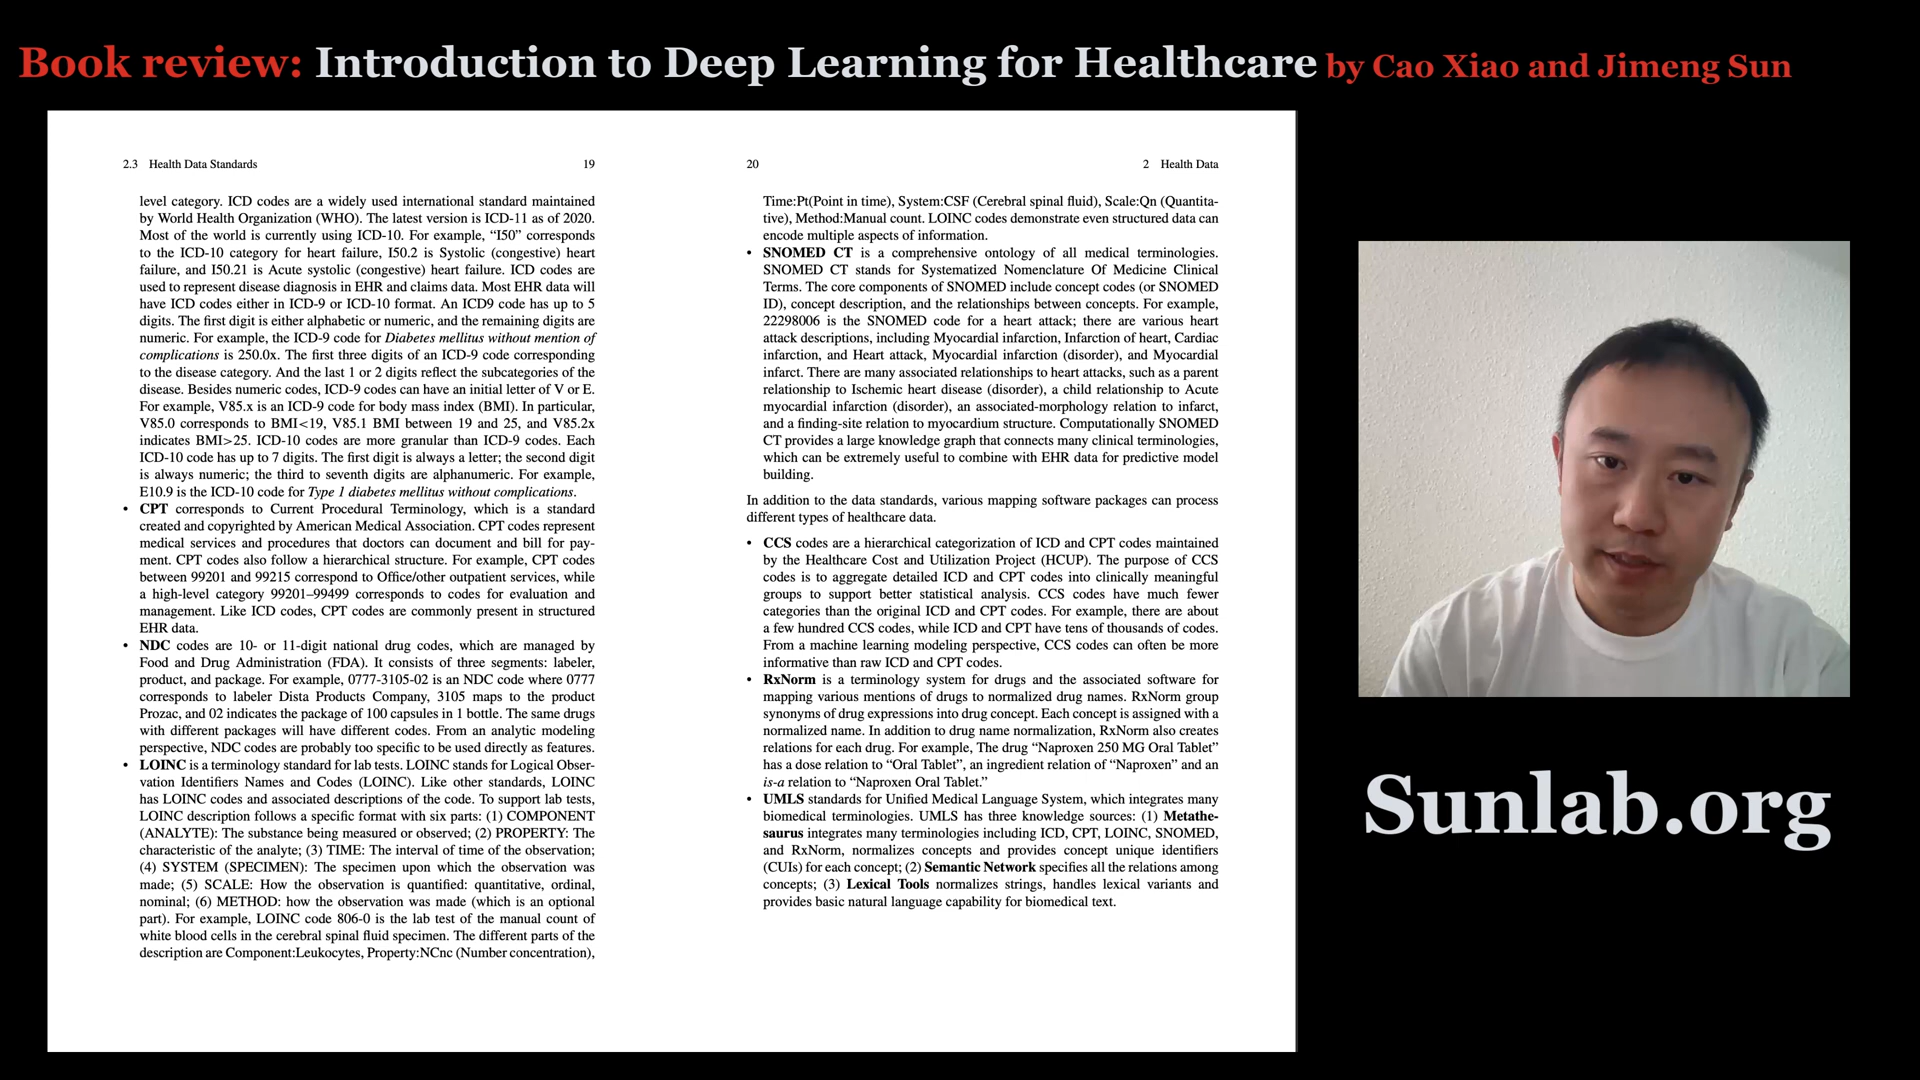 Book review: Introduction to Deep Learning for Healthcare by Cao Xiao and Jimeng Sun
2.3 Health Data Standards 19
level category. ICD codes are a widely used international standard maintained
by World Health Organization (WHO). The latest version is ICD-11 as of 2020.
Most of the world is currently using ICD-10. For example, “I50” corresponds
to the ICD-10 category for heart failure, I50.2 is Systolic (congestive) heart
failure, and I50.21 is Acute systolic (congestive) heart failure. ICD codes are
used to represent disease diagnosis in EHR and claims data. Most EHR data will
have ICD codes either in ICD-9 or ICD-10 format. An ICD9 code has up to 5
digits. The first digit is either alphabetic or numeric, and the remaining digits are
numeric. For example, the ICD-9 code for Diabetes mellitus without mention of
complications is 250.0x. The first three digits of an ICD-9 code corresponding
to the disease category. And the last 1 or 2 digits reflect the subcategories of the
disease. Besides numeric codes, ICD-9 codes can have an initial letter of V or E.
For example, V85.x is an ICD-9 code for body mass index (BMI). In particular,
V85.0 corresponds to BMI<19, V85.1 BMI between 19 and 25, and V85.2x
indicates BMI>25. ICD-10 codes are more granular than ICD-9 codes. Each
ICD-10 code has up to 7 digits. The first digit is always a letter; the second digit
is always numeric; the third to seventh digits are alphanumeric. For example,
E10.9 is the ICD-10 code for Type 1 diabetes mellitus without complications.
• CPT corresponds to Current Procedural Terminology, which is a standard
created and copyrighted by American Medical Association. CPT codes represent
medical services and procedures that doctors can document and bill for pay-
ment. CPT codes also follow a hierarchical structure. For example, CPT codes
between 99201 and 99215 correspond to Office/other outpatient services, while
a high-level category 99201–99499 corresponds to codes for evaluation and
management. Like ICD codes, CPT codes are commonly present in structured
EHR data.
• NDC codes are 10- or 11-digit national drug codes, which are managed by
Food and Drug Administration (FDA). It consists of three segments: labeler,
product, and package. For example, 0777-3105-02 is an NDC code where 0777
corresponds to labeler Dista Products Company, 3105 maps to the product
Prozac, and 02 indicates the package of 100 capsules in 1 bottle. The same drugs
with different packages will have different codes. From an analytic modeling
perspective, NDC codes are probably too specific to be used directly as features.
• LOINC is a terminology standard for lab tests. LOINC stands for Logical Obser-
vation Identifiers Names and Codes (LOINC). Like other standards, LOINC
has LOINC codes and associated descriptions of the code. To support lab tests,
LOINC description follows a specific format with six parts: (1) COMPONENT
(ANALYTE): The substance being measured or observed; (2) PROPERTY: The
characteristic of the analyte; (3) TIME: The interval of time of the observation;
(4) SYSTEM (SPECIMEN): The specimen upon which the observation was
made; (5) SCALE: How the observation is quantified: quantitative, ordinal,
nominal; (6) METHOD: how the observation was made (which is an optional
part). For example, LOINC code 806-0 is the lab test of the manual count of
white blood cells in the cerebral spinal fluid specimen. The different parts of the
description are Component:Leukocytes, Property:NCnc (Number concentration),
20 2 Health Data
Time:Pt(Point in time), System:CSF (Cerebral spinal fluid), Scale:Qn (Quantita-
tive), Method:Manual count. LOINC codes demonstrate even structured data can
encode multiple aspects of information.
• SNOMED CT is a comprehensive ontology of all medical terminologies.
SNOMED CT stands for Systematized Nomenclature Of Medicine Clinical
Terms. The core components of SNOMED include concept codes (or SNOMED
ID), concept description, and the relationships between concepts. For example,
22298006 is the SNOMED code for a heart attack; there are various heart
attack descriptions, including Myocardial infarction, Infarction of heart, Cardiac
infarction, and Heart attack, Myocardial infarction (disorder), and Myocardial
infarct. There are many associated relationships to heart attacks, such as a parent
relationship to Ischemic heart disease (disorder), a child relationship to Acute
myocardial infarction (disorder), an associated-morphology relation to infarct,
and a finding-site relation to myocardium structure. Computationally SNOMED
CT provides a large knowledge graph that connects many clinical terminologies,
which can be extremely useful to combine with EHR data for predictive model
building.
In addition to the data standards, various mapping software packages can process
different types of healthcare data.
• CCS codes are a hierarchical categorization of ICD and CPT codes maintained
by the Healthcare Cost and Utilization Project (HCUP). The purpose of CCS
codes is to aggregate detailed ICD and CPT codes into clinically meaningful
groups to support better statistical analysis. CCS codes have much fewer
categories than the original ICD and CPT codes. For example, there are about
a few hundred CCS codes, while ICD and CPT have tens of thousands of codes.
From a machine learning modeling perspective, CCS codes can often be more
informative than raw ICD and CPT codes.
• RxNorm is a terminology system for drugs and the associated software for
mapping various mentions of drugs to normalized drug names. RxNorm group
synonyms of drug expressions into drug concept. Each concept is assigned with a
normalized name. In addition to drug name normalization, RxNorm also creates
relations for each drug. For example, The drug “Naproxen 250 MG Oral Tablet”
has a dose relation to “Oral Tablet”, an ingredient relation of “Naproxen” and an
is-a relation to “Naproxen Oral Tablet.”
• UMLS standards for Unified Medical Language System, which integrates many
biomedical terminologies. UMLS has three knowledge sources: (1) Metathe-
saurus integrates many terminologies including ICD, CPT, LOINC, SNOMED,
and RxNorm, normalizes concepts and provides concept unique identifiers
(CUIs) for each concept; (2) Semantic Network specifies all the relations among
concepts; (3) Lexical Tools normalizes strings, handles lexical variants and
provides basic natural language capability for biomedical text.
Sunlab.org